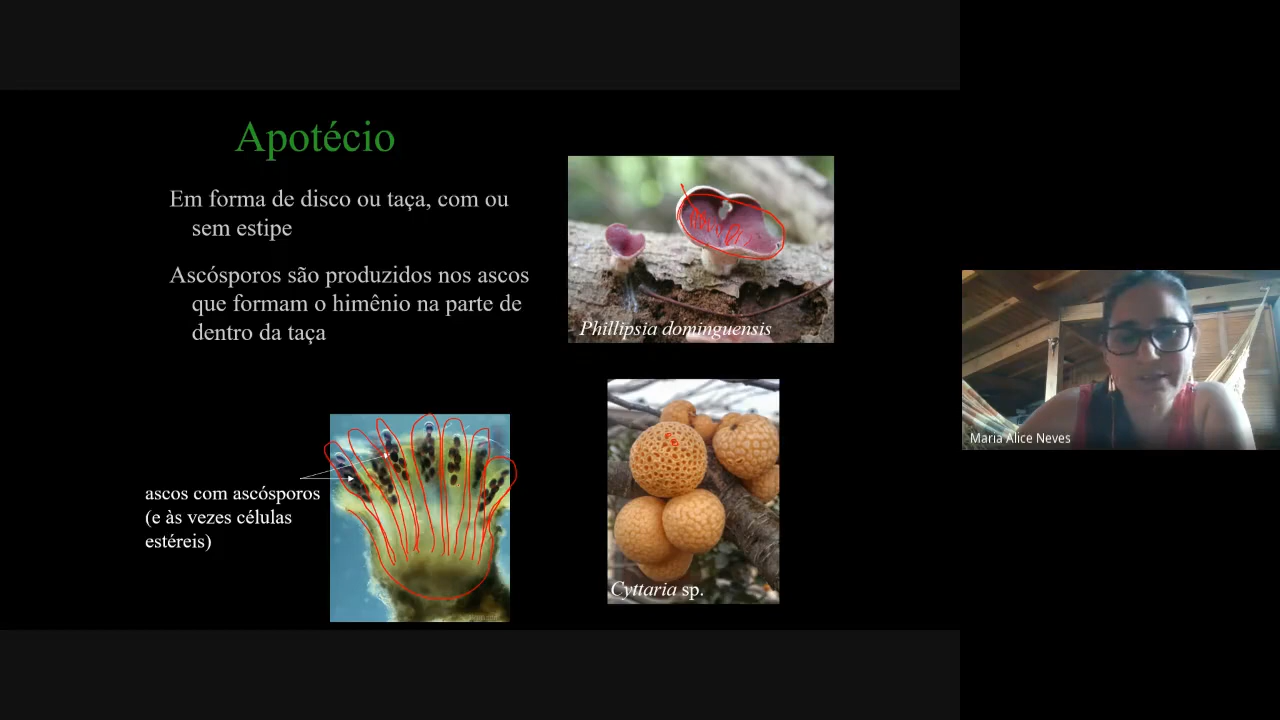 Apotécio
Em forma de disco ou taça, com ou
sem estipe
Ascósporos são produzidos nos ascos
que formam o himênio na parte de
dentro da taça
Phillipsia dominguensis
ascos com ascósporos
(e às vezes células
estéreis)
Cyttaria sp.
Maria Alice Neves